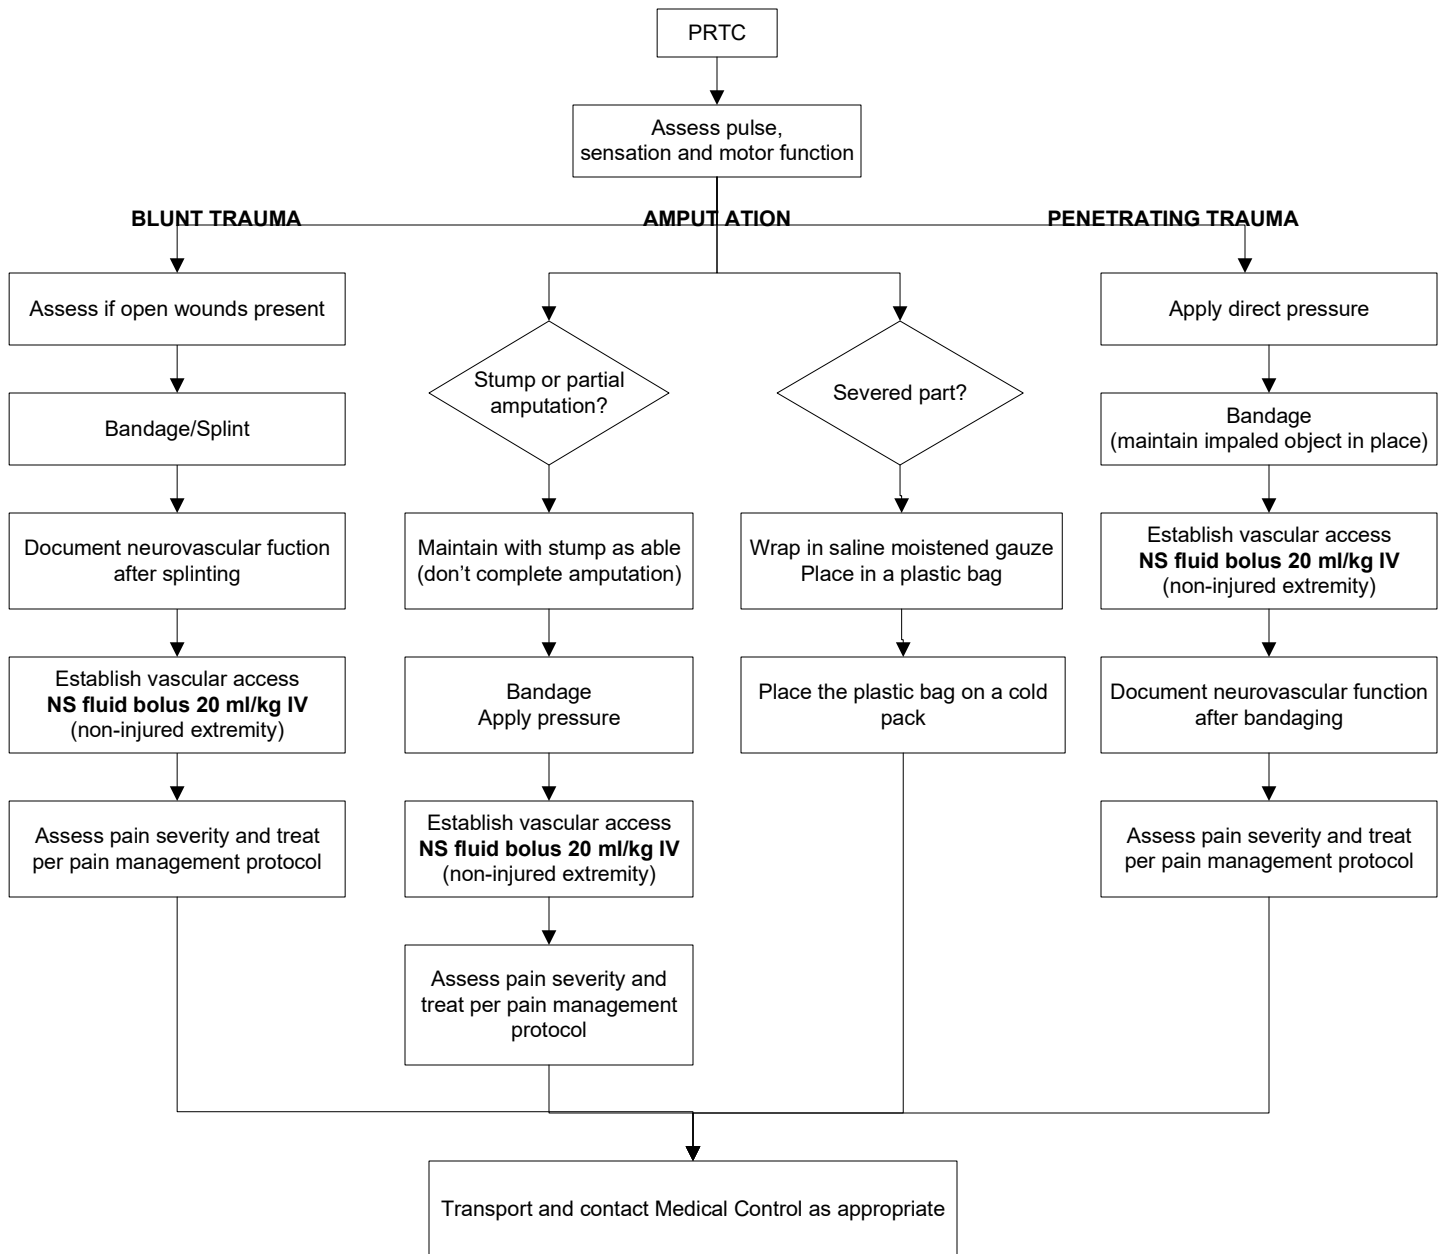 PRTC
Assess pulse,
sensation and motor function
BLUNT TRAUMA
AMPUT ATION
PENETRATING TRAUMA
Assess if open wounds present
Bandage/Splint
Document neurovascular fuction
after splinting
Establish vascular access
NS fluid bolus 20 ml/kg IV
(non-injured extremity)
Assess pain severity and treat
per pain management protocol
Stump or partial
amputation?
Maintain with stump as able
(don't complete amputation)
Bandage
Apply pressure
Establish vascular access
NS fluid bolus 20 ml/kg IV
(non-injured extremity)
Assess pain severity and
treat per pain management
protocol
Severed part?
Wrap in saline moistened gauze
Place in a plastic bag
Place the plastic bag on a cold
pack
Apply direct pressure
Bandage
(maintain impaled object in place)
Establish vascular access
NS fluid bolus 20 ml/kg IV
(non-injured extremity)
Document neurovascular function
after bandaging
Assess pain severity and treat
per pain management protocol
Transport and contact Medical Control as appropriate